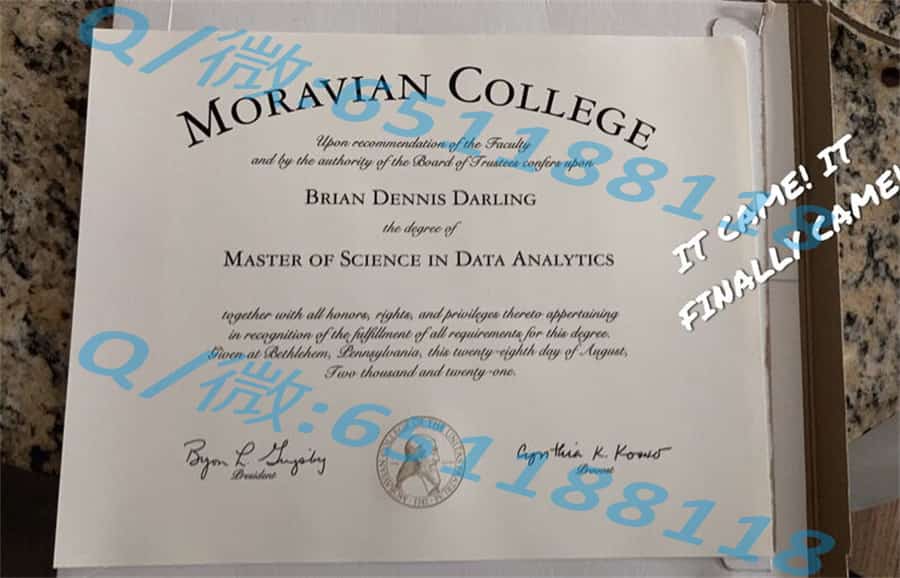 MORAVIAN COLLEGE
Upon recommendation of the Faculty
and by the authority of the Board of Trustees confers upon
BRIAN DENNIS DARLING
the degree of
MASTER OF SCIENCE IN DATA ANALYTICS
together with all honors, rights, and privileges thereto appertaining
in recognition of the fulfillment of all requirements for this degree.
Given at Bethlehem, Pennsylvania, this twenty-eighth day of August,
Two thousand and twenty-one.
President
Provost
IT CAME! IT
FINALLY CAME!
Q/微:651188118
Q/微:651188118